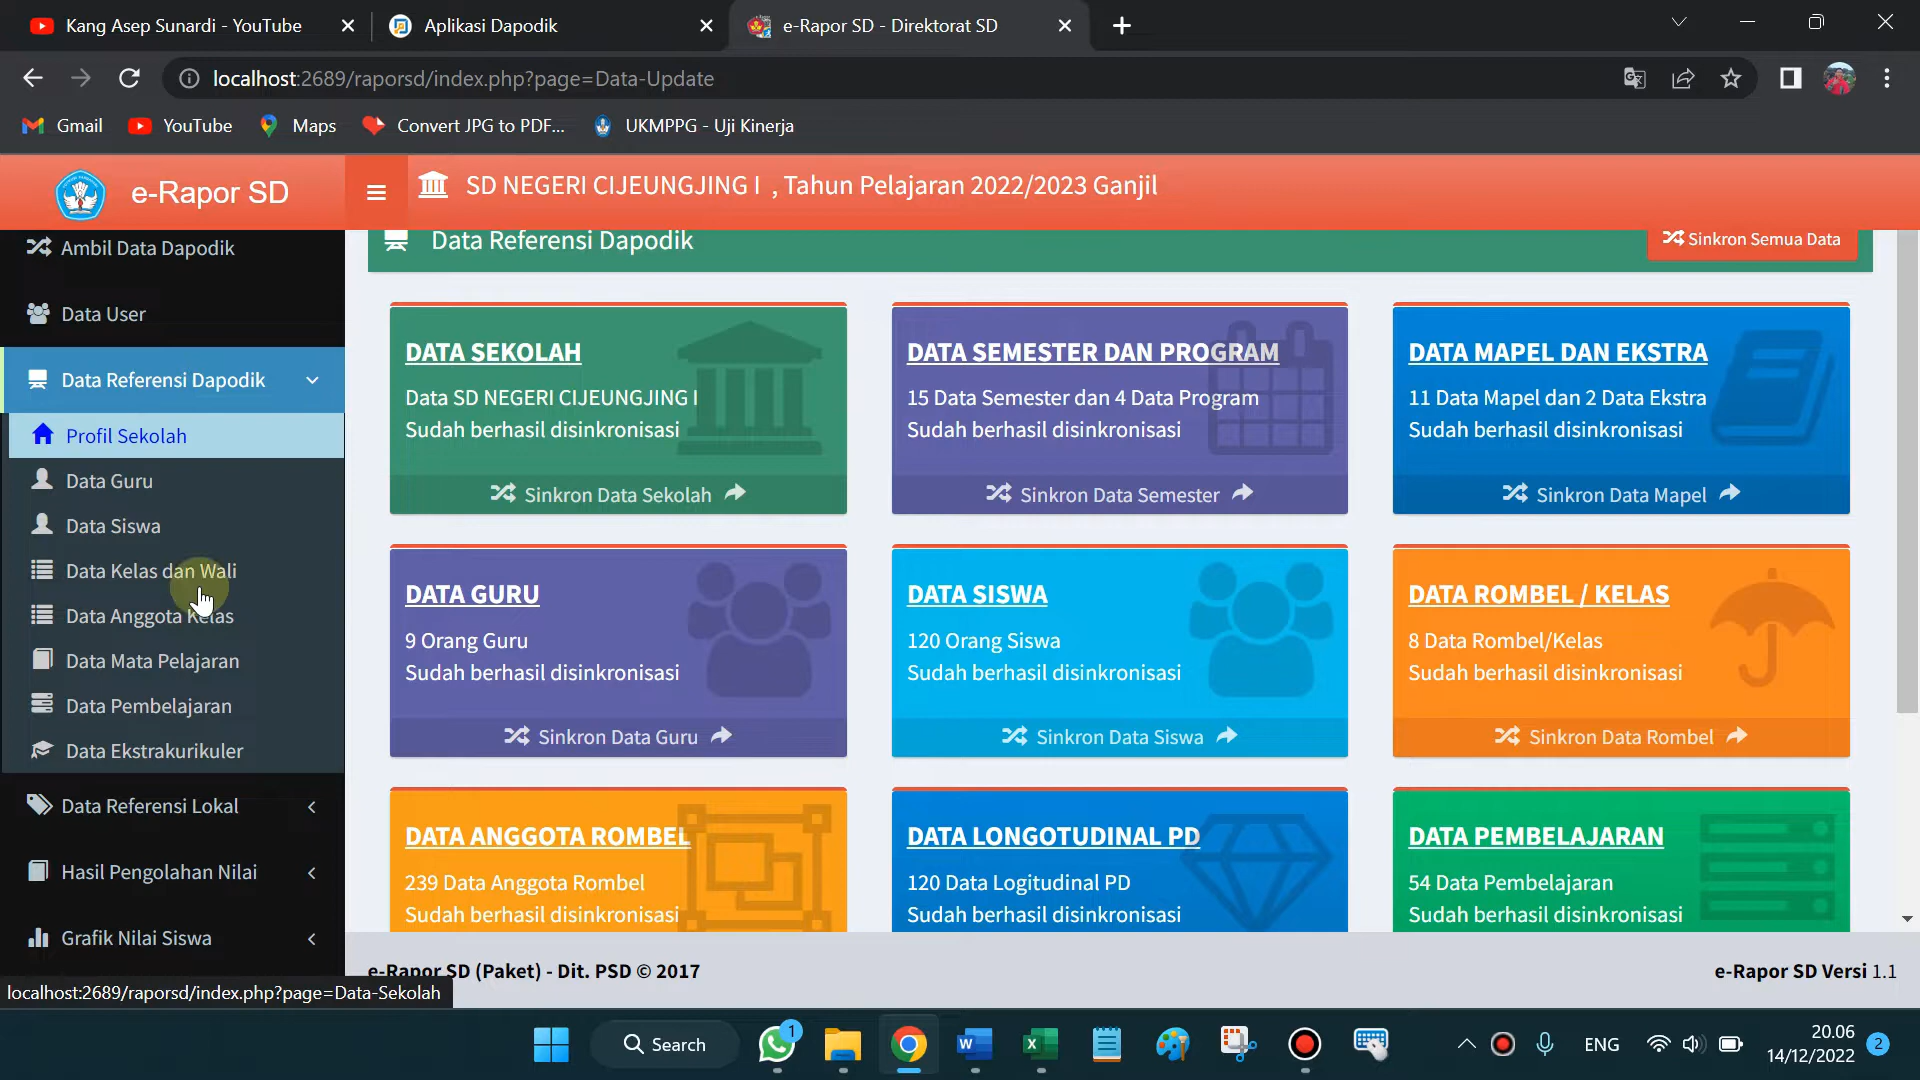 Kang Asep Sunardi - YouTube
Aplikasi Dapodik
e-Rapor SD - Direktorat SD
localhost:2689/raporsd/index.php?page=Data-Update
Gmail
YouTube
Maps
Convert JPG to PDF...
UKMPPG - Uji Kinerja
e-Rapor SD
SD NEGERI CIJEUNGJING I , Tahun Pelajaran 2022/2023 Ganjil
Ambil Data Dapodik
Data User
Data Referensi Dapodik
Profil Sekolah
Data Guru
Data Siswa
Data Kelas dan Wali
Data Anggota Kelas
Data Mata Pelajaran
Data Pembelajaran
Data Ekstrakurikuler
Data Referensi Lokal
Hasil Pengolahan Nilai
Grafik Nilai Siswa
localhost:2689/raporsd/index.php?page=Data-Sekolah
Data Referensi Dapodik
Sinkron Semua Data
DATA SEKOLAH
Data SD NEGERI CIJEUNGJING I
Sudah berhasil disinkronisasi
Sinkron Data Sekolah
DATA SEMESTER DAN PROGRAM
15 Data Semester dan 4 Data Program
Sudah berhasil disinkronisasi
Sinkron Data Semester
DATA MAPEL DAN EKSTRA
11 Data Mapel dan 2 Data Ekstra
Sudah berhasil disinkronisasi
Sinkron Data Mapel
DATA GURU
9 Orang Guru
Sudah berhasil disinkronisasi
Sinkron Data Guru
DATA SISWA
120 Orang Siswa
Sudah berhasil disinkronisasi
Sinkron Data Siswa
DATA ROMBEL / KELAS
8 Data Rombel/Kelas
Sudah berhasil disinkronisasi
Sinkron Data Rombel
DATA ANGGOTA ROMBEL
239 Data Anggota Rombel
Sudah berhasil disinkronisasi
DATA LONGOTUDINAL PD
120 Data Logitudinal PD
Sudah berhasil disinkronisasi
DATA PEMBELAJARAN
54 Data Pembelajaran
Sudah berhasil disinkronisasi
e-Rapor SD (Paket) - Dit. PSD © 2017
e-Rapor SD Versi 1.1
Search
1
ENG
20.06
14/12/2022
2